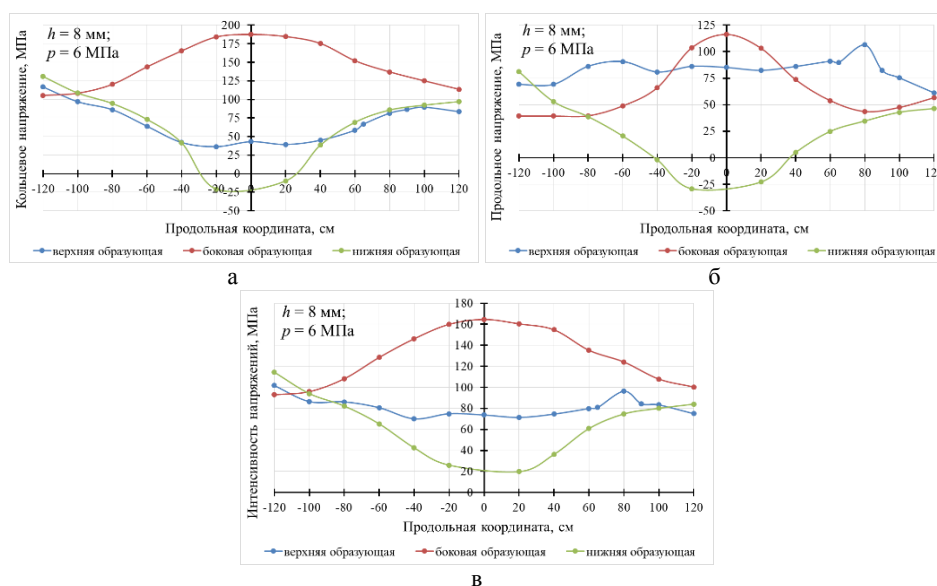 h = 8 мм;
p = 6 МПа
Кольцевое напряжение, МПа
200
175
150
125
100
75
50
25
0
-25
-50
-120 -100 -80 -60 -40 -20 0 20 40 60 80 100 120
Продольная координата, см
верхняя образующая боковая образующая нижняя образующая
а
h = 8 мм;
p = 6 МПа
Продольное напряжение, МПа
125
100
75
50
25
0
-25
-50
-120 -100 -80 -60 -40 -20 0 20 40 60 80 100 120
Продольная координата, см
верхняя образующая боковая образующая нижняя образующая
б
h = 8 мм;
p = 6 МПа
Интенсивность напряжений, МПа
180
160
140
120
100
80
60
40
20
0
-120 -100 -80 -60 -40 -20 0 20 40 60 80 100 120
Продольная координата, см
верхняя образующая боковая образующая нижняя образующая
в